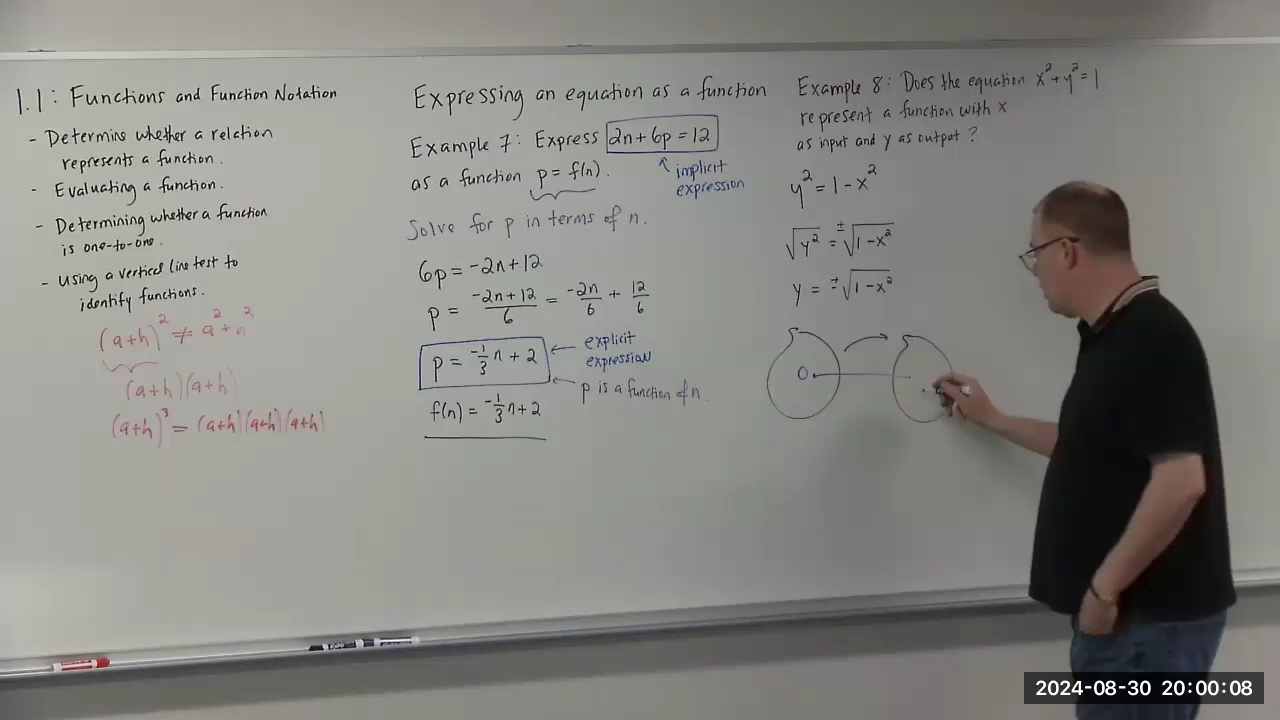 1.1: Functions and Function Notation
- Determine whether a relation
represents a function.
- Evaluating a function.
- Determining whether a function
is one-to-one.
- Using a vertical line test to
identify functions.
(a+h)² ≠ a² + h²
(a+h)(a+h)
(a+h)³ = (a+h)(a+h)(a+h)
Expressing an equation as a function
Example 7: Express 2n+6p=12
as a function p = f(n).
implicit
expression
Solve for p in terms of n.
6p = -2n+12
p = (-2n+12)/6 = -2n/6 + 12/6
p = -1/3 n + 2
explicit
expression
p is a function of n.
f(n) = -1/3 n + 2
Example 8: Does the equation x² + y² = 1
represent a function with x
as input and y as output?
y² = 1 - x²
√y² = ±√1-x²
y = ±√1-x²
0
2024-08-30 20:00:08